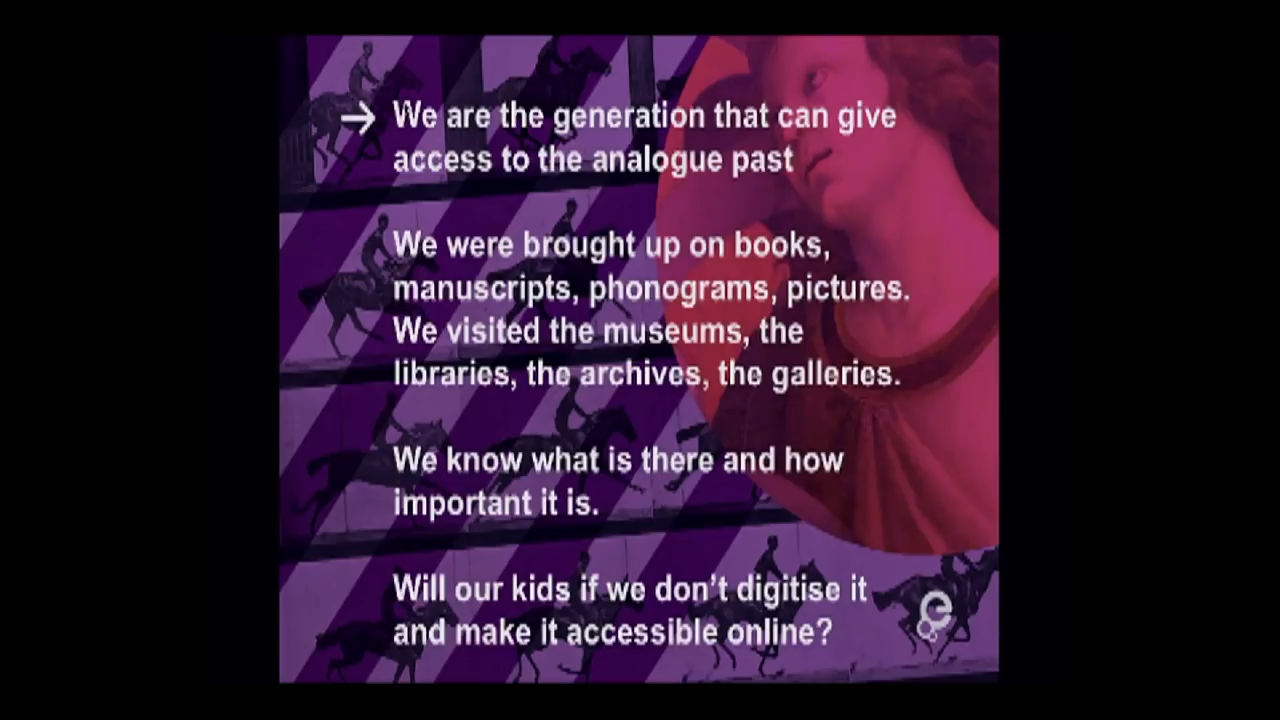 → We are the generation that can give
access to the analogue past
We were brought up on books,
manuscripts, phonograms, pictures.
We visited the museums, the
libraries, the archives, the galleries.
We know what is there and how
important it is.
Will our kids if we don’t digitise it
and make it accessible online?
e